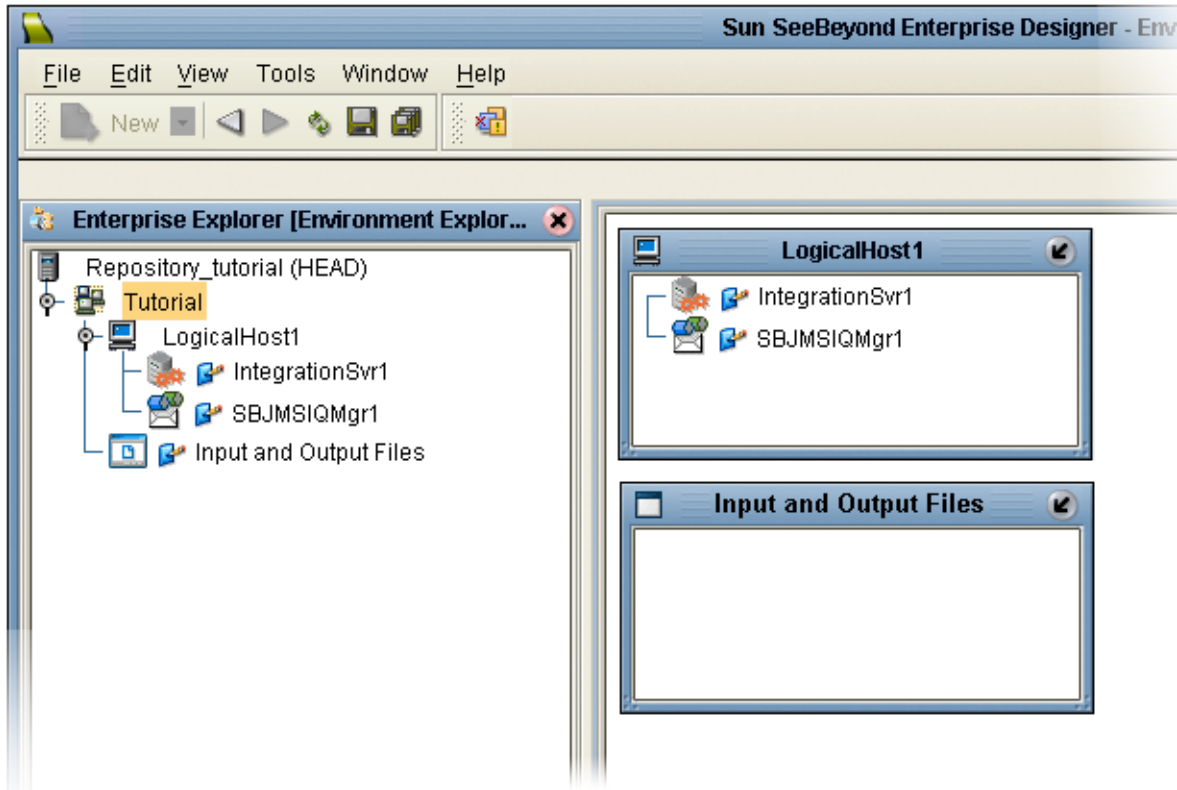 Sun SeeBeyond Enterprise Designer - Env
File Edit View Tools Window Help
New
Enterprise Explorer [Environment Explor...
Repository_tutorial (HEAD)
Tutorial
LogicalHost1
IntegrationSvr1
SBJMSIQMgr1
Input and Output Files
LogicalHost1
IntegrationSvr1
SBJMSIQMgr1
Input and Output Files